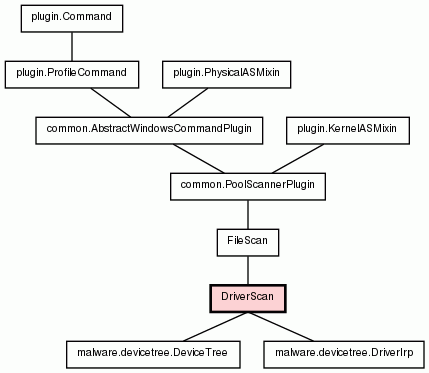 plugin.Command
plugin.ProfileCommand
plugin.PhysicalASMixin
common.AbstractWindowsCommandPlugin
plugin.KernelASMixin
common.PoolScannerPlugin
FileScan
DriverScan
malware.devicetree.DeviceTree
malware.devicetree.DriverIrp